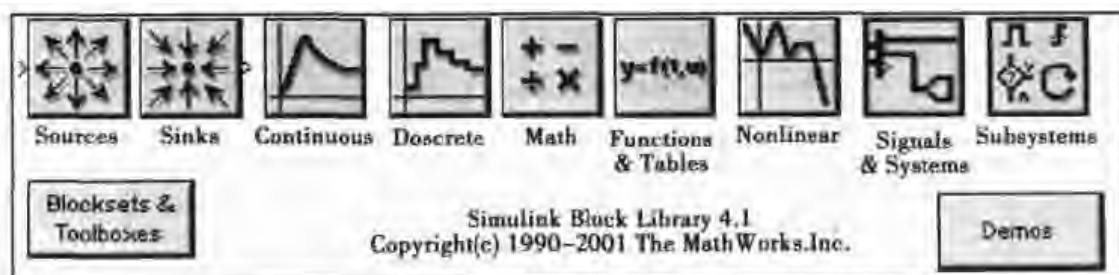 y=f(t,u)
Sources Sinks Continuous Doscrete Math Functions & Tables Nonlinear Signals & Systems Subsystems
Blocksets & Toolboxes
Simulink Block Library 4.1
Copyright(c) 1990-2001 The MathWorks.Inc.
Demos